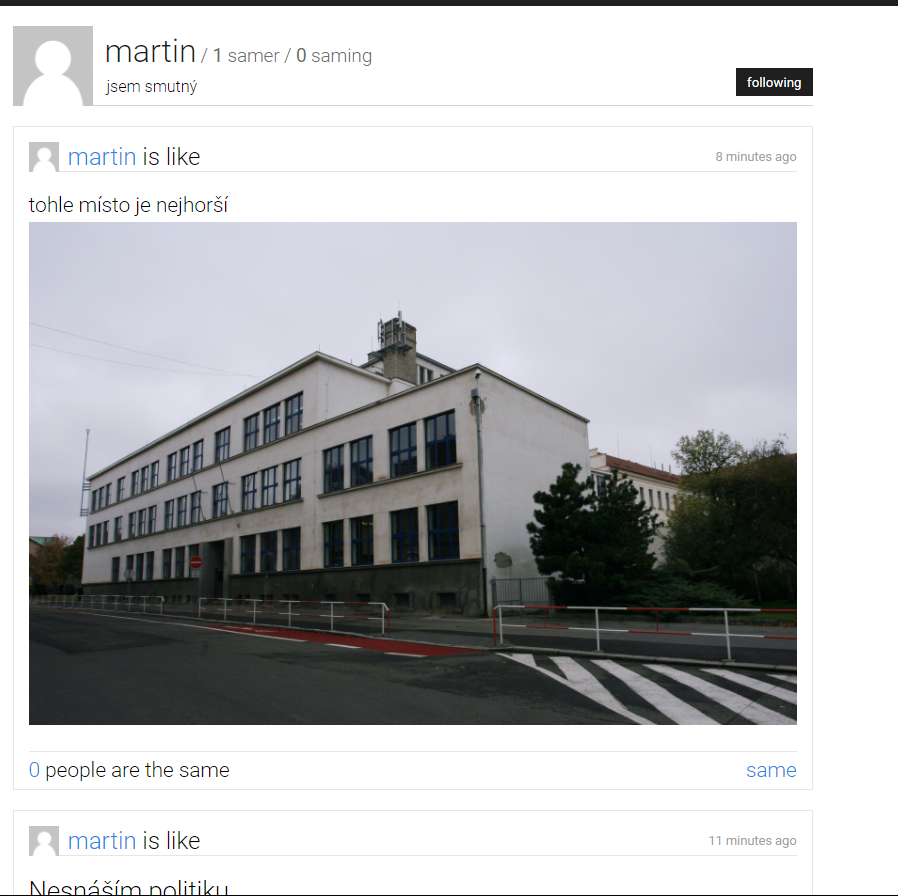 martin / 1 samer / 0 saming
jsem smutný
following
martin is like
8 minutes ago
tohle místo je nejhorší
0 people are the same
same
martin is like
11 minutes ago
Nesnáším politiku